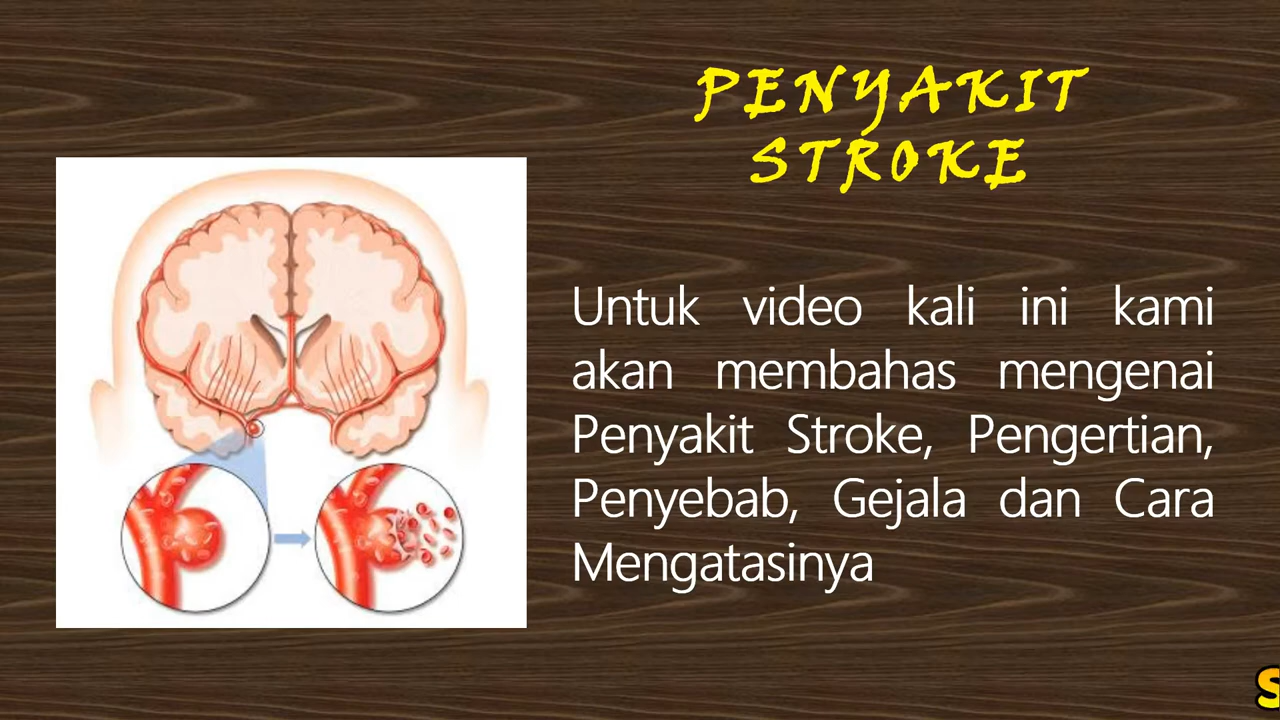 PENYAKIT
STROKE
Untuk video kali ini kami
akan membahas mengenai
Penyakit Stroke, Pengertian,
Penyebab, Gejala dan Cara
Mengatasinya
S